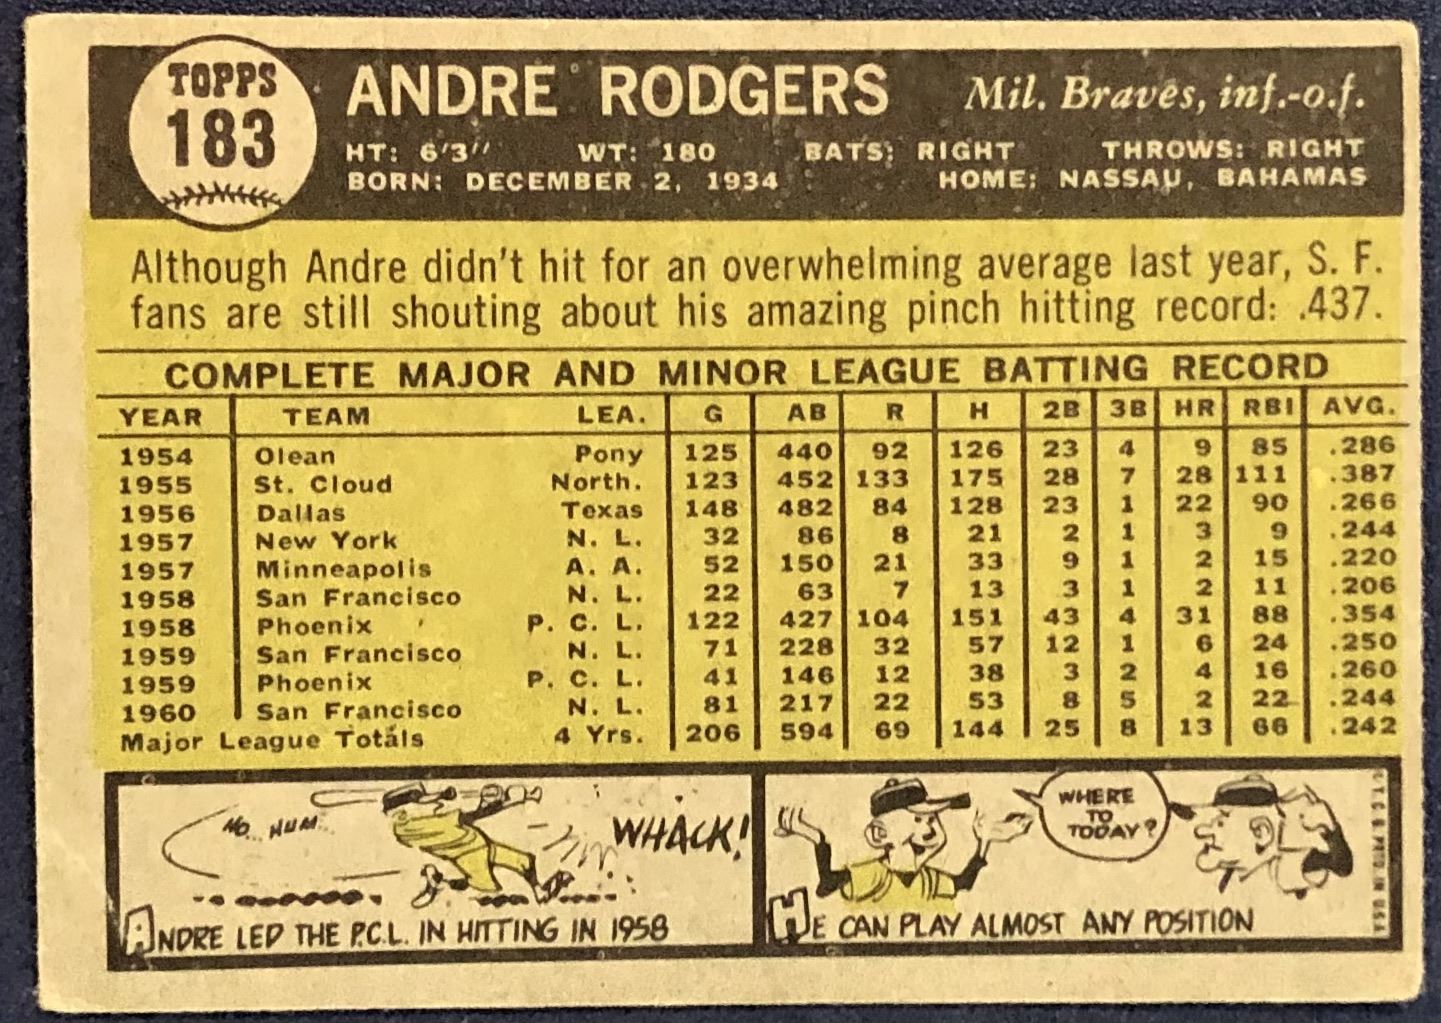 TOPPS
183
ANDRE RODGERS
Mil. Braves, inf.-o.f.
HT: 6'3" WT: 180 BATS: RIGHT THROWS: RIGHT
BORN: DECEMBER 2, 1934 HOME: NASSAU, BAHAMAS
Although Andre didn't hit for an overwhelming average last year, S. F.
fans are still shouting about his amazing pinch hitting record: .437.
COMPLETE MAJOR AND MINOR LEAGUE BATTING RECORD
YEAR TEAM LEA. G AB R H 2B 3B HR RBI AVG.
1954 Olean Pony 125 440 92 126 23 4 9 85 .286
1955 St. Cloud North. 123 452 133 175 28 7 28 111 .387
1956 Dallas Texas 148 482 84 128 23 1 22 90 .266
1957 New York N. L. 32 86 8 21 2 1 3 9 .244
1957 Minneapolis A. A. 52 150 21 33 9 1 2 15 .220
1958 San Francisco N. L. 22 63 7 13 3 1 2 11 .206
1958 Phoenix P. C. L. 122 427 104 151 43 4 31 88 .354
1959 San Francisco N. L. 71 228 32 57 12 1 6 24 .250
1959 Phoenix P. C. L. 41 146 12 38 3 2 4 16 .260
1960 San Francisco N. L. 81 217 22 53 8 5 2 22 .244
Major League Totals 4 Yrs. 206 594 69 144 25 8 13 66 .242
HO HUM..
WHACK!
ANDRE LED THE P.C.L. IN HITTING IN 1958
WHERE
TO
TODAY?
HE CAN PLAY ALMOST ANY POSITION
© T.C.G. PRTD. IN U.S.A.